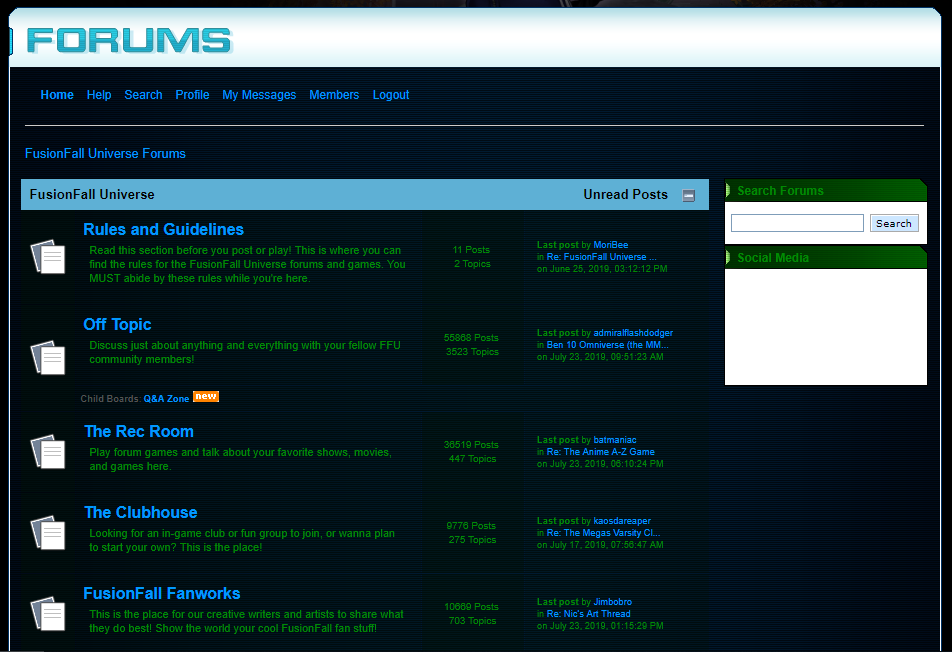 FORUMS
Home Help Search Profile My Messages Members Logout
FusionFall Universe Forums
FusionFall Universe Unread Posts
Rules and Guidelines
Read this section before you post or play! This is where you can
find the rules for the FusionFall Universe forums and games. You
MUST abide by these rules while you're here.
11 Posts
2 Topics
Last post by MoriBee
in Re: FusionFall Universe ...
on June 25, 2019, 03:12:12 PM
Off Topic
Discuss just about anything and everything with your fellow FFU
community members!
55868 Posts
3523 Topics
Last post by admiralflashdodger
in Ben 10 Omniverse (the MM...
on July 23, 2019, 09:51:23 AM
Child Boards: Q&A Zone new
The Rec Room
Play forum games and talk about your favorite shows, movies,
and games here.
36519 Posts
447 Topics
Last post by batmaniac
in Re: The Anime A-Z Game
on July 23, 2019, 06:10:24 PM
The Clubhouse
Looking for an in-game club or fun group to join, or wanna plan
to start your own? This is the place!
9776 Posts
275 Topics
Last post by kaosdareaper
in Re: The Megas Varsity Cl...
on July 17, 2019, 07:56:47 AM
FusionFall Fanworks
This is the place for our creative writers and artists to share what
they do best! Show the world your cool FusionFall fan stuff!
10669 Posts
703 Topics
Last post by Jimbobro
in Re: Nic's Art Thread
on July 23, 2019, 01:15:29 PM
Search Forums
Search
Social Media